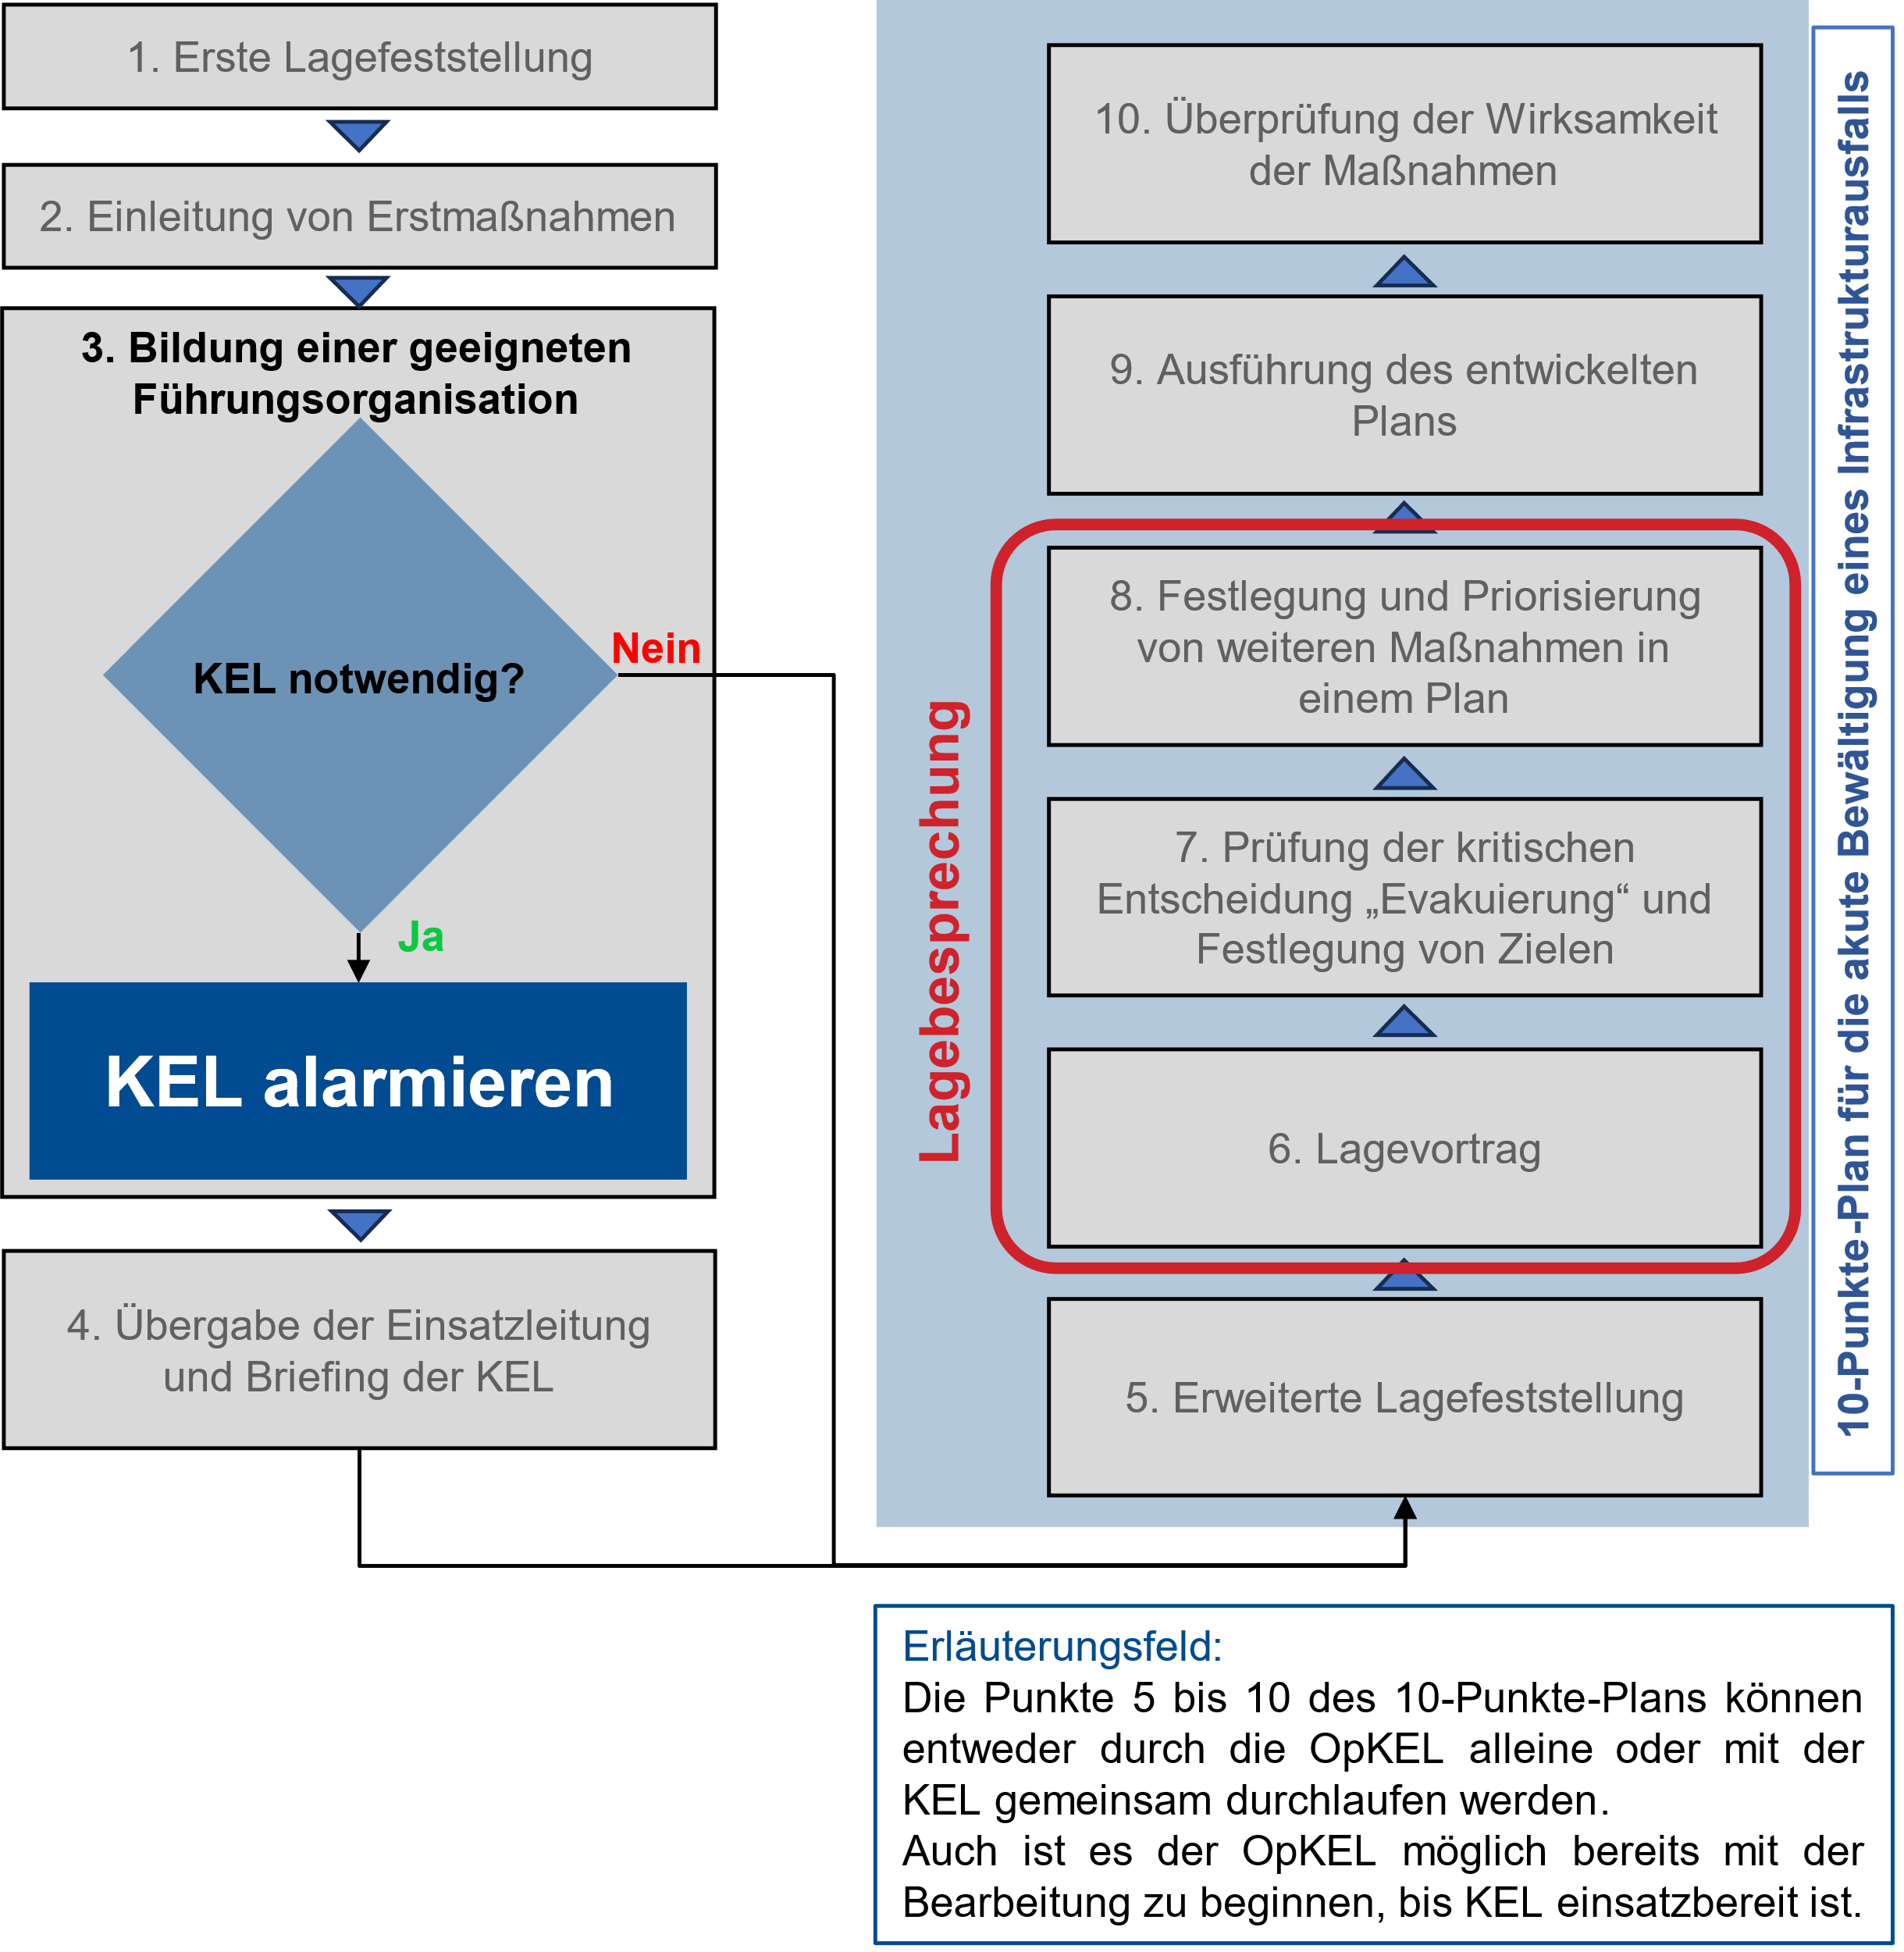 1. Erste Lagefeststellung
2. Einleitung von Erstmaßnahmen
3. Bildung einer geeigneten
Führungsorganisation
KEL notwendig?
Nein
Ja
KEL alarmieren
4. Übergabe der Einsatzleitung
und Briefing der KEL
10. Überprüfung der Wirksamkeit
der Maßnahmen
9. Ausführung des entwickelten
Plans
8. Festlegung und Priorisierung
von weiteren Maßnahmen in
einem Plan
7. Prüfung der kritischen
Entscheidung „Evakuierung“ und
Festlegung von Zielen
6. Lagevortrag
5. Erweiterte Lagefeststellung
Lagebesprechung
10-Punkte-Plan für die akute Bewältigung eines Infrastrukturausfalls
Erläuterungsfeld:
Die Punkte 5 bis 10 des 10-Punkte-Plans können
entweder durch die OpKEL alleine oder mit der
KEL gemeinsam durchlaufen werden.
Auch ist es der OpKEL möglich bereits mit der
Bearbeitung zu beginnen, bis KEL einsatzbereit ist.